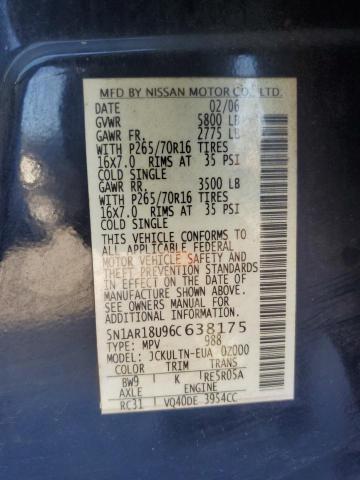 MFD BY NISSAN MOTOR CO., LTD.
DATE 02/06
GVWR 5800 LB
GAWR FR. 2775 LB
WITH P265/70R16 TIRES
16X7.0 RIMS AT 35 PSI
COLD SINGLE
GAWR RR. 3500 LB
WITH P265/70R16 TIRES
16X7.0 RIMS AT 35 PSI
COLD SINGLE
THIS VEHICLE CONFORMS TO
ALL APPLICABLE FEDERAL
MOTOR VEHICLE SAFETY AND
THEFT PREVENTION STANDARDS
IN EFFECT ON THE DATE OF
MANUFACTURE SHOWN ABOVE.
SEE OWNERS MANUAL FOR
ADDITIONAL INFORMATION.
5N1AR18U96C638175
TYPE MPV 988
MODEL JCKULTN-EUA 02000
COLOR TRIM TRANS
BW9 K RE5R05A
AXLE ENGINE
RC31 VQ40DE 3954CC